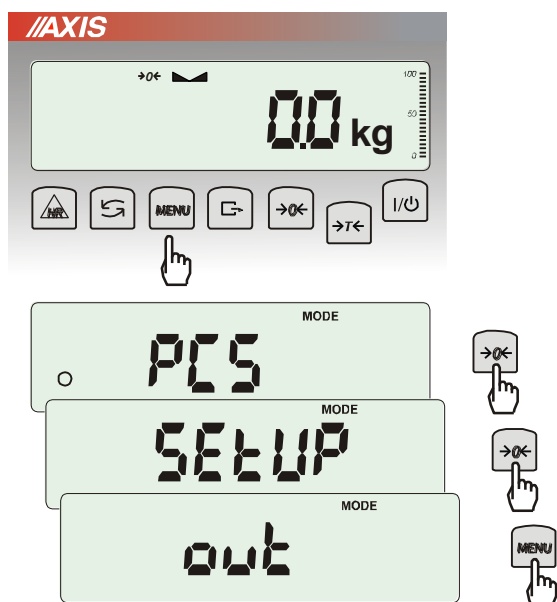 //AXIS
→0← 100
50
0.0 kg
0
HR MENU →0← →T← I/⏻
MODE
PCS
→0←
MODE
SEtUP
→0←
MODE
out
MENU